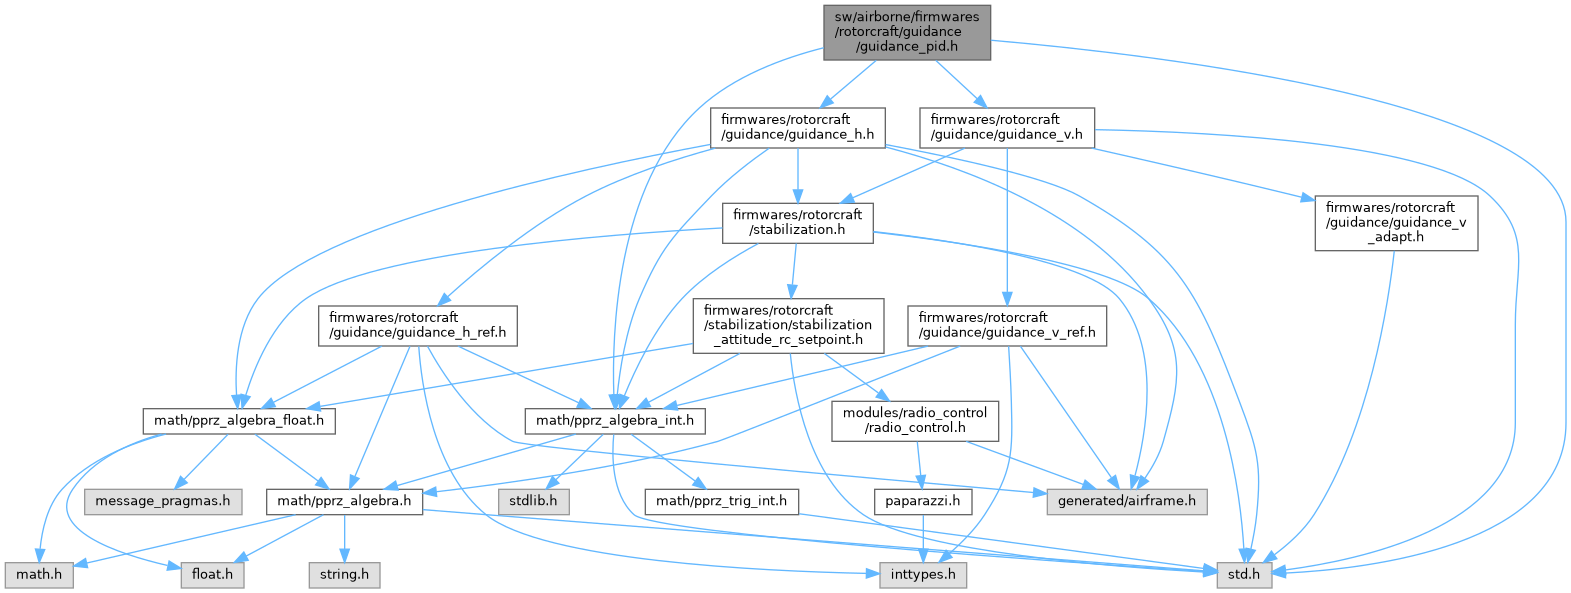 sw/airborne/firmwares
/rotorcraft/guidance
/guidance_pid.h
firmwares/rotorcraft
/guidance/guidance_h.h
firmwares/rotorcraft
/guidance/guidance_v.h
firmwares/rotorcraft
/stabilization.h
firmwares/rotorcraft
/guidance/guidance_v
_adapt.h
firmwares/rotorcraft
/guidance/guidance_h_ref.h
firmwares/rotorcraft
/stabilization/stabilization
_attitude_rc_setpoint.h
firmwares/rotorcraft
/guidance/guidance_v_ref.h
math/pprz_algebra_float.h
math/pprz_algebra_int.h
modules/radio_control
/radio_control.h
message_pragmas.h
math/pprz_algebra.h
stdlib.h
math/pprz_trig_int.h
paparazzi.h
generated/airframe.h
math.h
float.h
string.h
inttypes.h
std.h